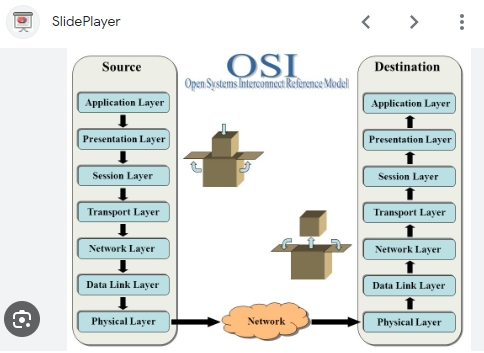 SlidePlayer
Source
OSI
Open Systems Interconnect Reference Model
Destination
Application Layer
Presentation Layer
Session Layer
Transport Layer
Network Layer
Data Link Layer
Physical Layer
Network
Application Layer
Presentation Layer
Session Layer
Transport Layer
Network Layer
Data Link Layer
Physical Layer